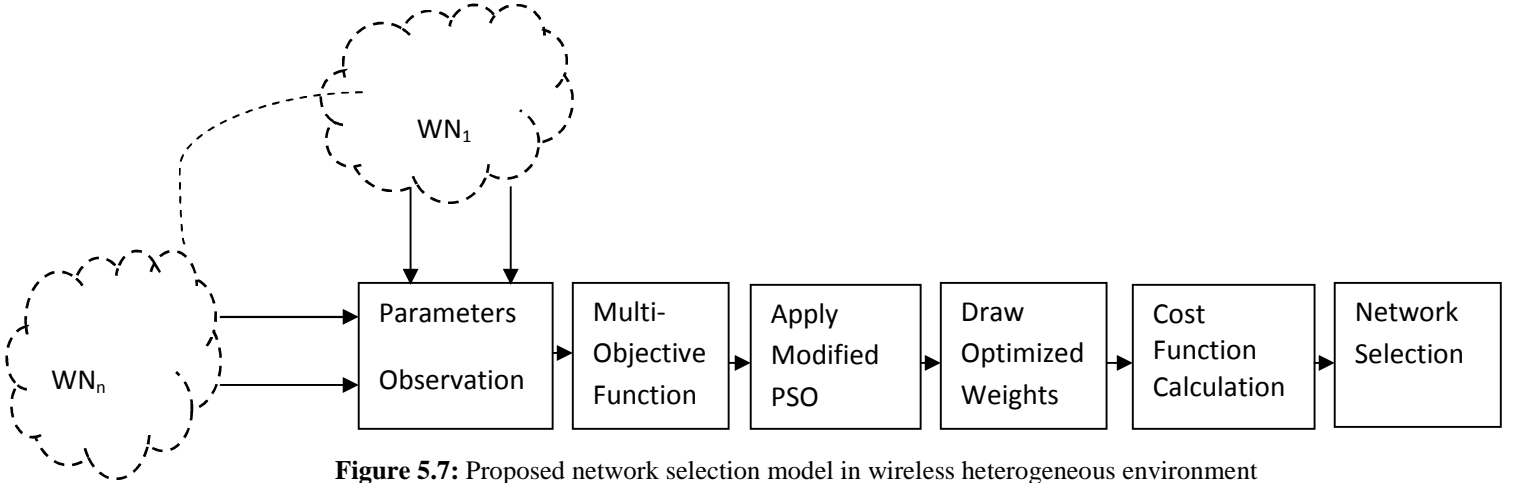 WN₁
WNₙ
Parameters
Observation
Multi-
Objective
Function
Apply
Modified
PSO
Draw
Optimized
Weights
Cost
Function
Calculation
Network
Selection
Figure 5.7: Proposed network selection model in wireless heterogeneous environment